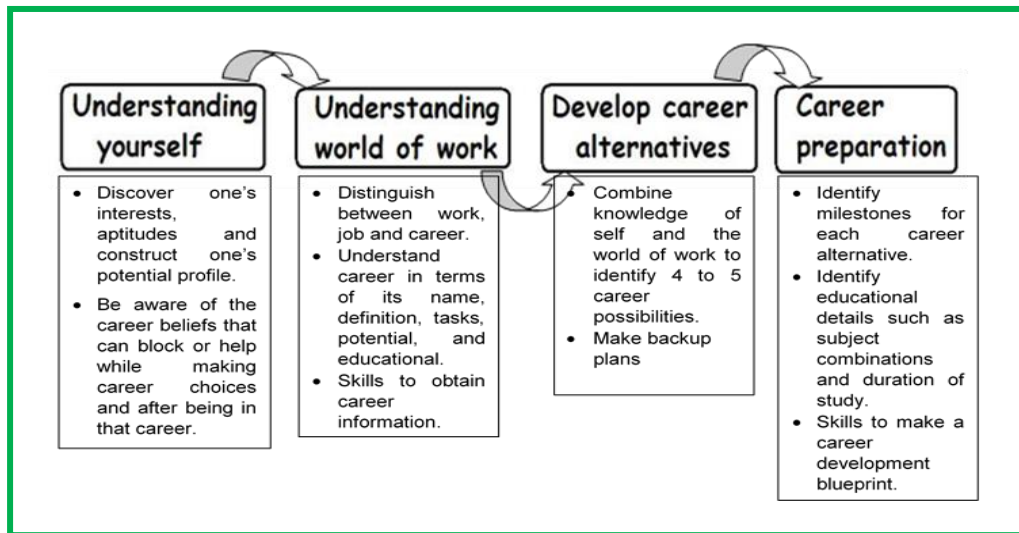 Understanding
yourself
• Discover one's
interests,
aptitudes and
construct one's
potential profile.
• Be aware of the
career beliefs that
can block or help
while making
career choices
and after being in
that career.
Understanding
world of work
• Distinguish
between work,
job and career.
• Understand
career in terms
of its name,
definition, tasks,
potential, and
educational.
• Skills to obtain
career
information.
Develop career
alternatives
• Combine
knowledge of
self and the
world of work to
identify 4 to 5
career
possibilities.
• Make backup
plans
Career
preparation
• Identify
milestones for
each career
alternative.
• Identify
educational
details such as
subject
combinations
and duration of
study.
• Skills to make a
career
development
blueprint.